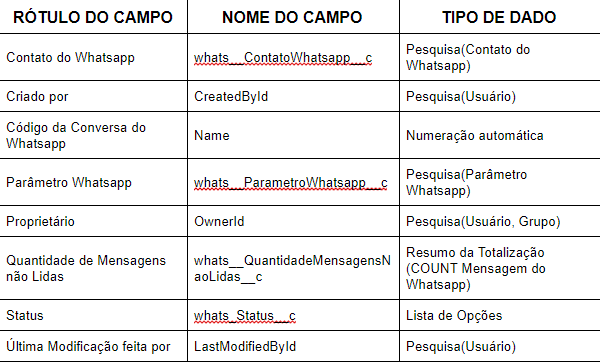 RÓTULO DO CAMPO NOME DO CAMPO TIPO DE DADO
Contato do Whatsapp whats__ContatoWhatsapp__c Pesquisa(Contato do
Whatsapp)
Criado por CreatedById Pesquisa(Usuário)
Código da Conversa do
Whatsapp Name Numeração automática
Parâmetro Whatsapp whats__ParametroWhatsapp__c Pesquisa(Parâmetro
Whatsapp)
Proprietário OwnerId Pesquisa(Usuário, Grupo)
Quantidade de Mensagens
não Lidas whats__QuantidadeMensagensN
aoLidas__c Resumo da Totalização
(COUNT Mensagem do
Whatsapp)
Status whats_Status__c Lista de Opções
Última Modificação feita por LastModifiedById Pesquisa(Usuário)